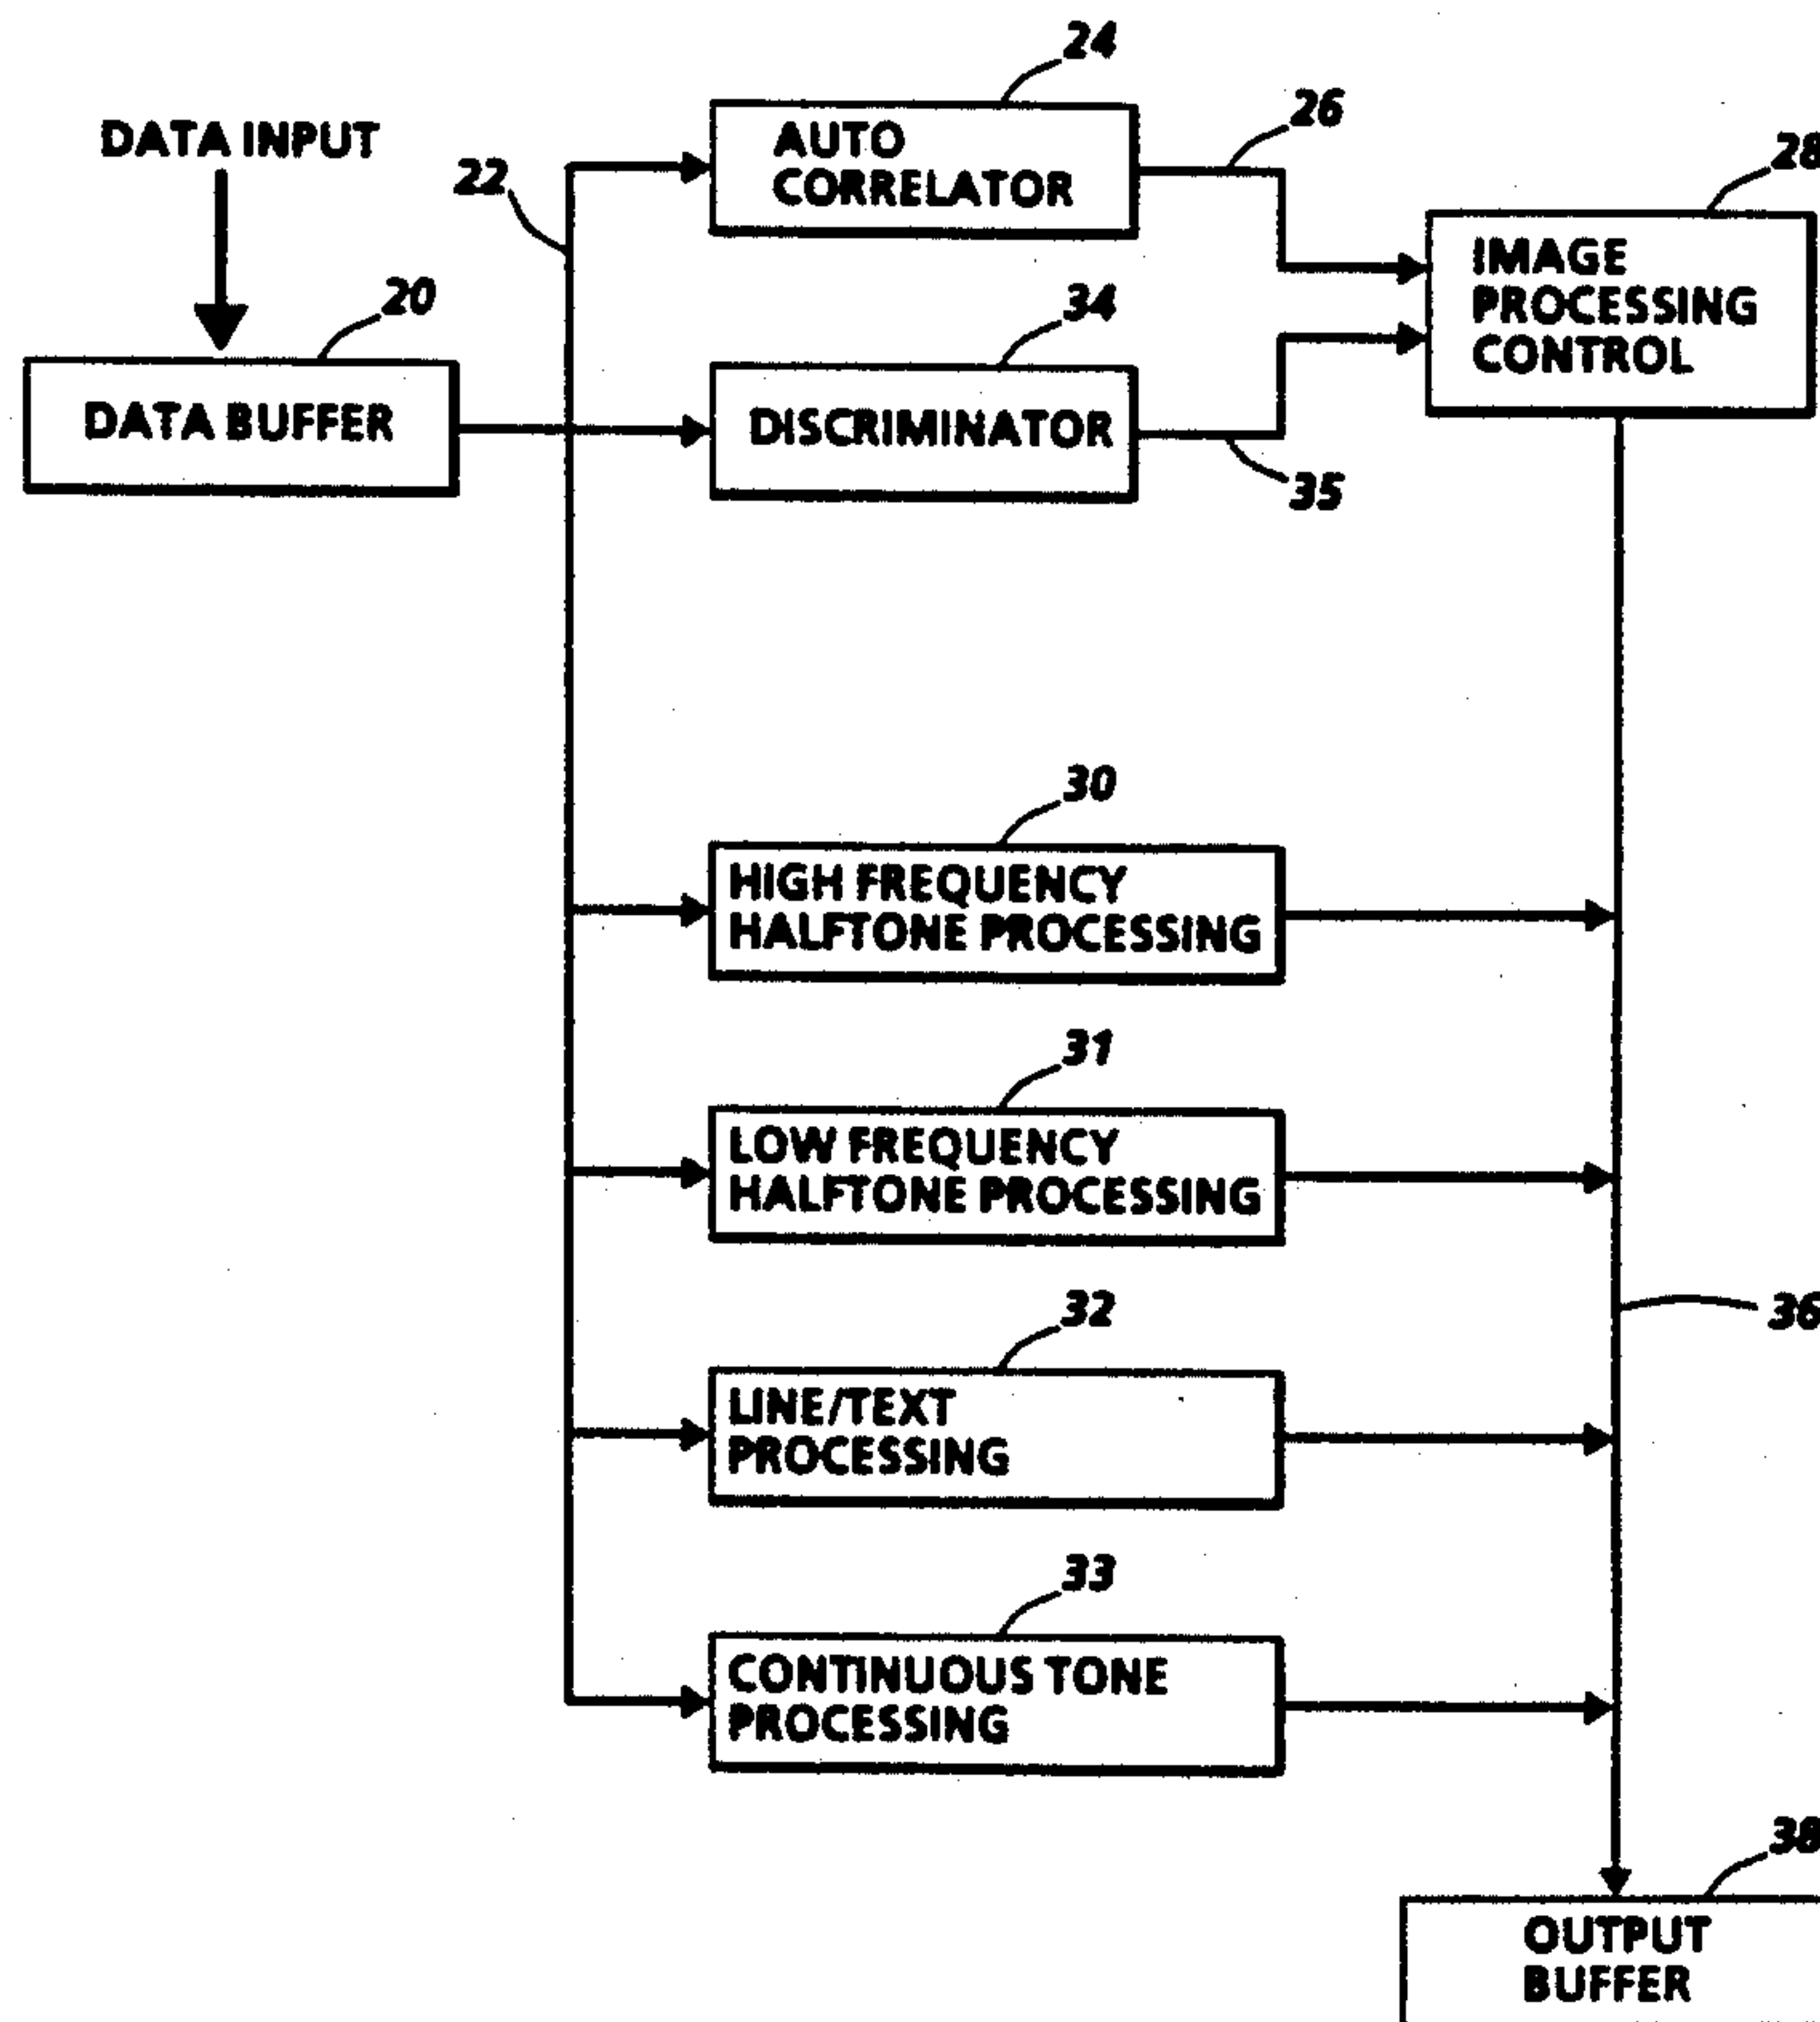 24
DATA INPUT
AUTO
CORRELATOR
26
28
22
IMAGE
PROCESSING
CONTROL
20
34
DATA BUFFER
DISCRIMINATOR
35
30
HIGH FREQUENCY
HALFTONE PROCESSING
31
LOW FREQUENCY
HALFTONE PROCESSING
32
36
LINE/TEXT
PROCESSING
33
CONTINUOUS TONE
PROCESSING
38
OUTPUT
BUFFER